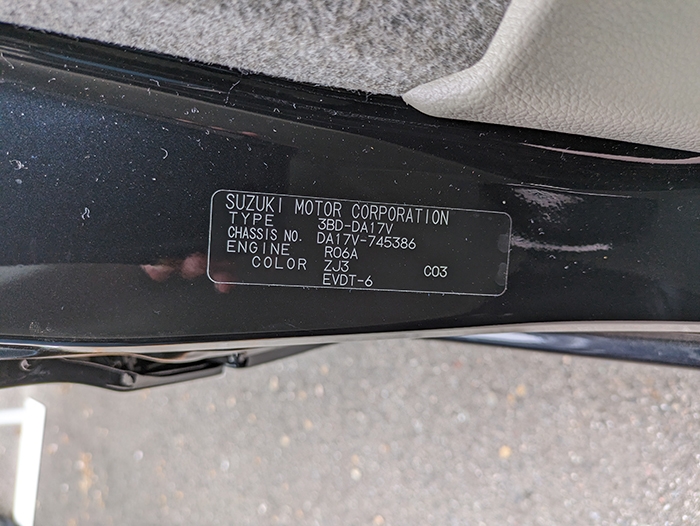 SUZUKI MOTOR CORPORATION
TYPE 3BD-DA17V
CHASSIS NO. DA17V-745386
ENGINE R06A
COLOR ZJ3 C03
EVDT-6